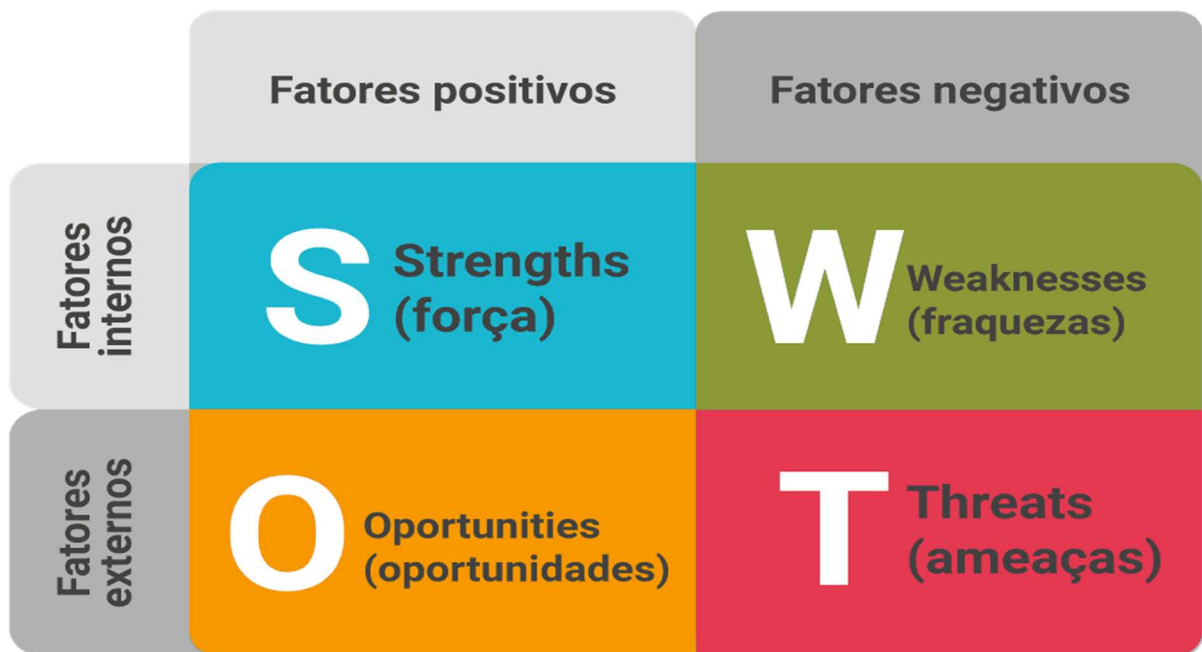 Fatores positivos
Fatores negativos
Fatores
internos
S
Strengths
(força)
W
Weaknesses
(fraquezas)
Fatores
externos
O
Oportunities
(oportunidades)
T
Threats
(ameaças)